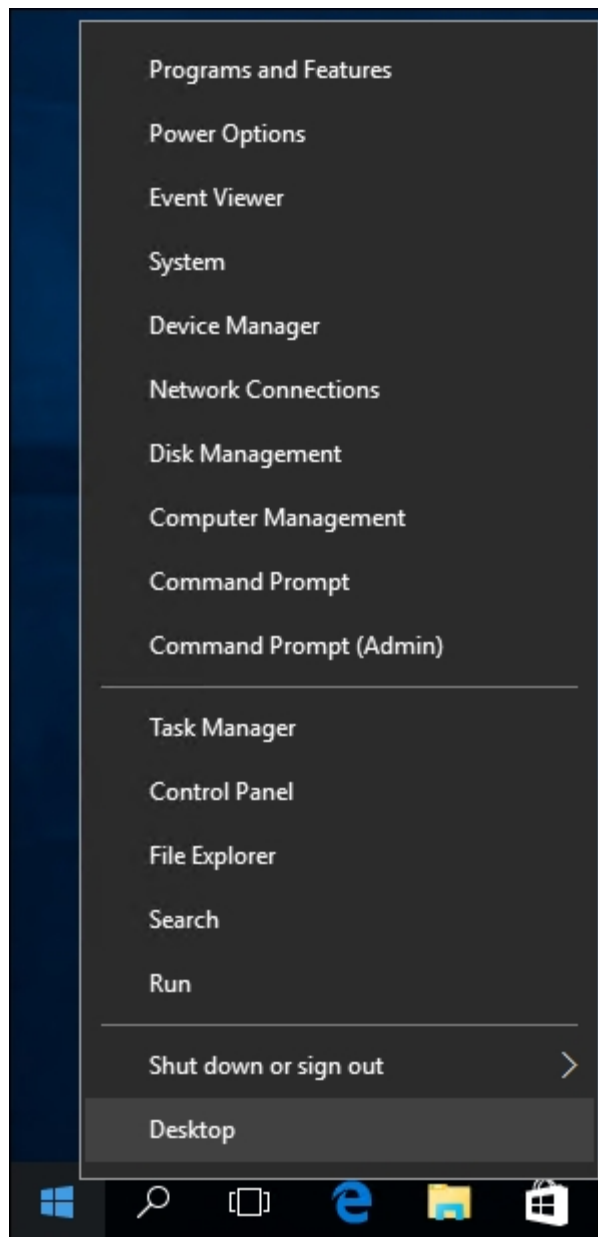 Programs and Features
Power Options
Event Viewer
System
Device Manager
Network Connections
Disk Management
Computer Management
Command Prompt
Command Prompt (Admin)
Task Manager
Control Panel
File Explorer
Search
Run
Shut down or sign out
Desktop